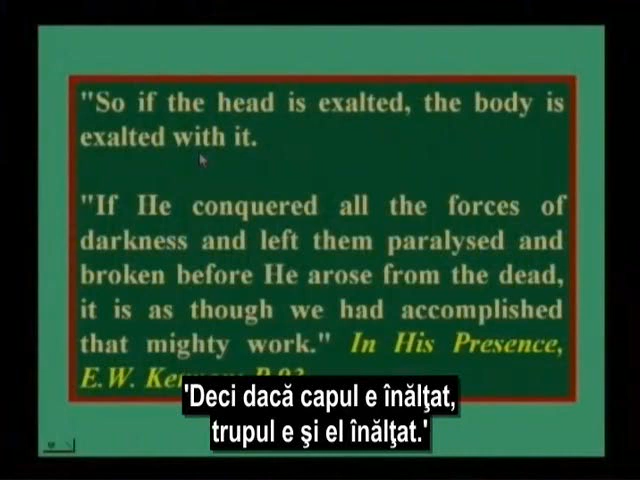 "So if the head is exalted, the body is
exalted with it.
"If He conquered all the forces of
darkness and left them paralysed and
broken before He arose from the dead,
it is as though we had accomplished
that mighty work." In His Presence,
E.W.
'Deci dacă capul e înălţat,
trupul e şi el înălţat.'